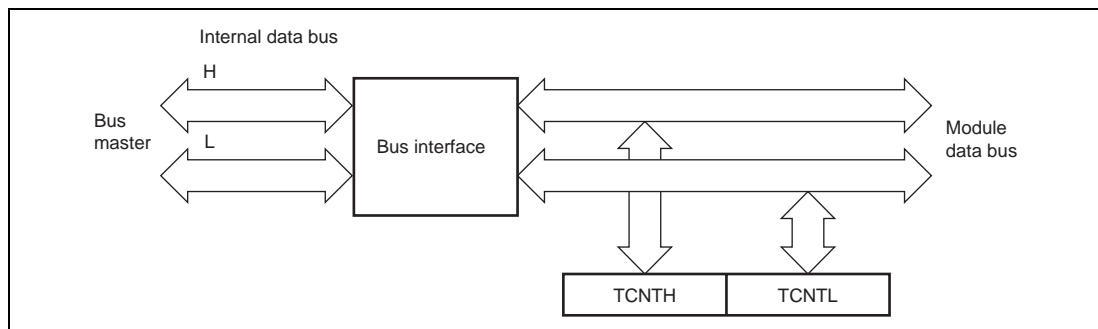 Internal data bus
H
Bus
master
L
Bus interface
Module
data bus
TCNTH
TCNTL